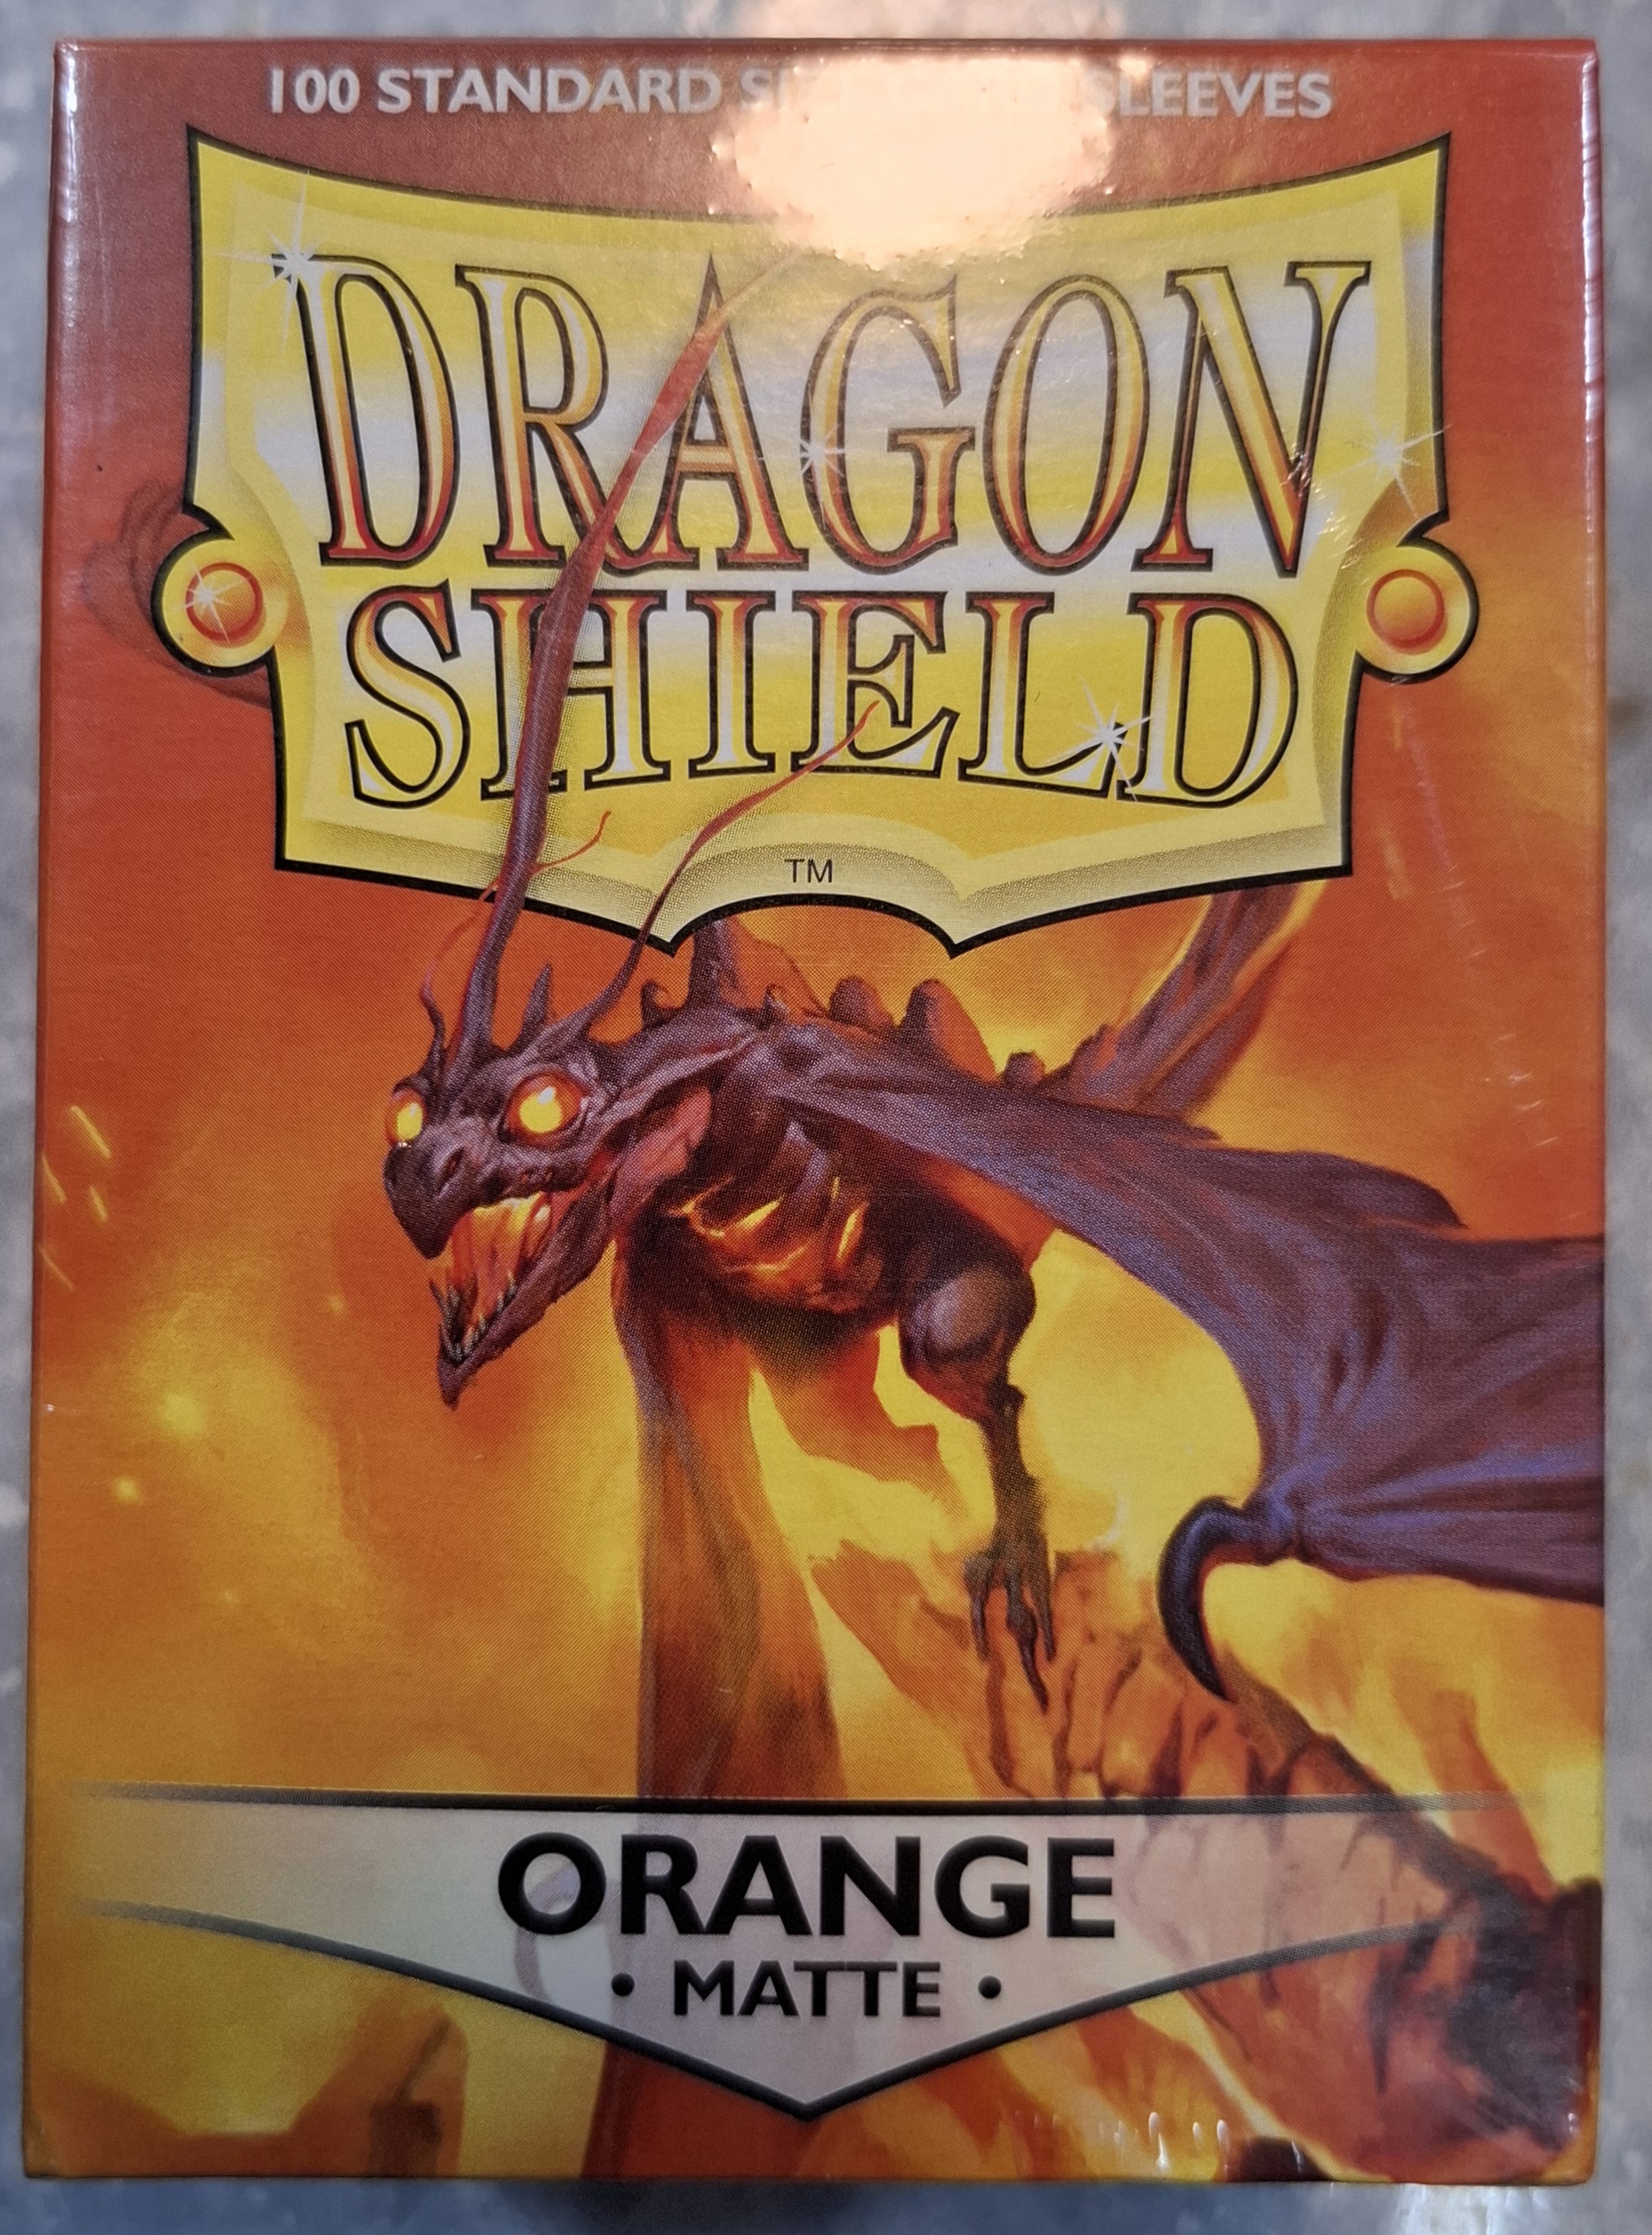 100 STANDARD SLEEVES
DRAGON
SHIELD
TM
ORANGE
• MATTE •